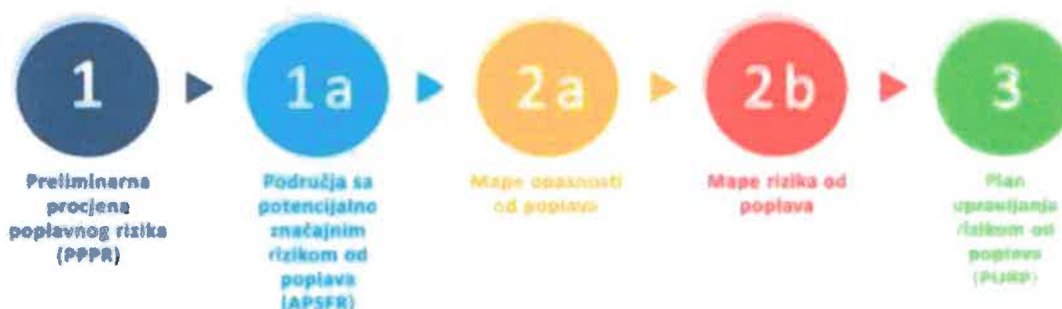 1
Preliminarna
procjena
poplavnog rizika
(PPPR)
1a
Područja sa
potencijalno
značajnim
rizikom od
poplava
(APSFR)
2a
Mape opasnosti
od poplava
2b
Mape rizika od
poplava
3
Plan
upravljanja
rizikom od
poplava
(PURP)